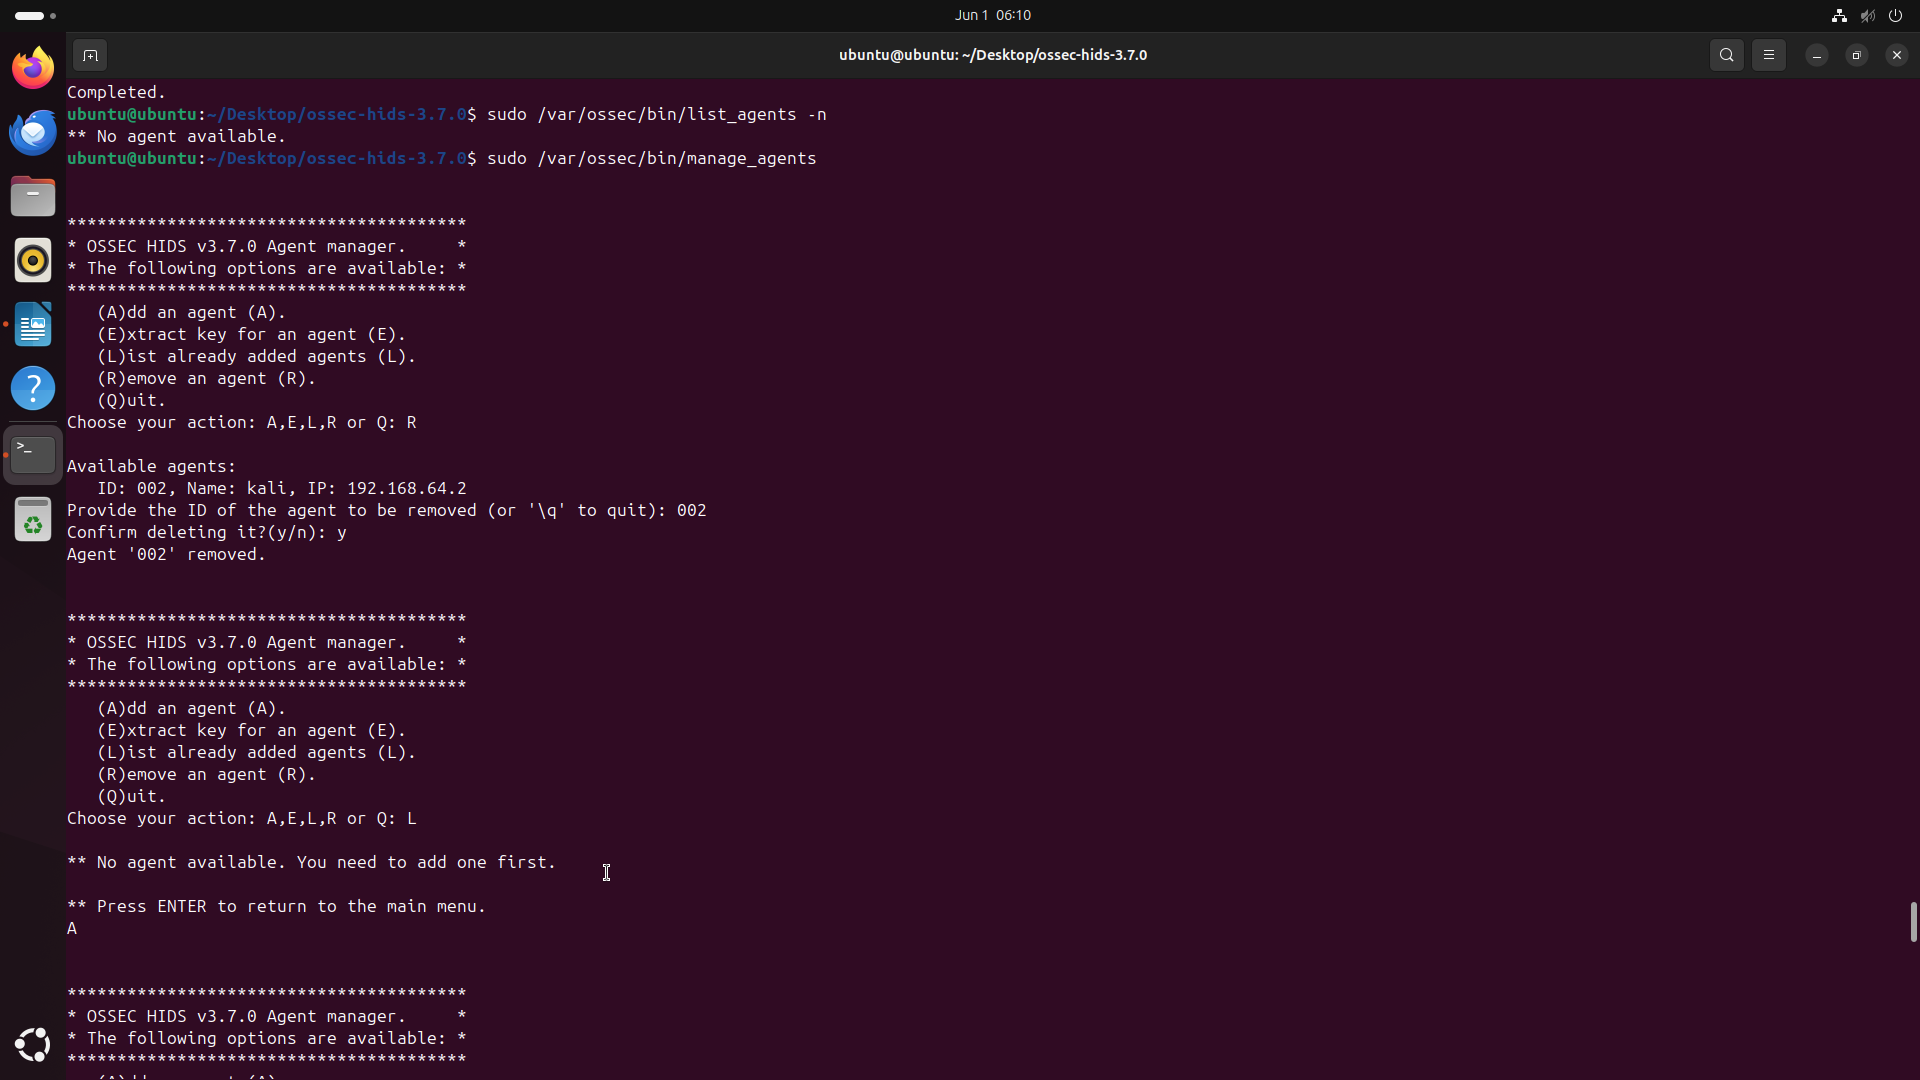 Jun 1 06:10
ubuntu@ubuntu: ~/Desktop/ossec-hids-3.7.0
Completed.
ubuntu@ubuntu:~/Desktop/ossec-hids-3.7.0$ sudo /var/ossec/bin/list_agents -n
** No agent available.
ubuntu@ubuntu:~/Desktop/ossec-hids-3.7.0$ sudo /var/ossec/bin/manage_agents
****************************************
* OSSEC HIDS v3.7.0 Agent manager.     *
* The following options are available: *
****************************************
   (A)dd an agent (A).
   (E)xtract key for an agent (E).
   (L)ist already added agents (L).
   (R)emove an agent (R).
   (Q)uit.
Choose your action: A,E,L,R or Q: R
Available agents:
   ID: 002, Name: kali, IP: 192.168.64.2
Provide the ID of the agent to be removed (or '\q' to quit): 002
Confirm deleting it?(y/n): y
Agent '002' removed.
****************************************
* OSSEC HIDS v3.7.0 Agent manager.     *
* The following options are available: *
****************************************
   (A)dd an agent (A).
   (E)xtract key for an agent (E).
   (L)ist already added agents (L).
   (R)emove an agent (R).
   (Q)uit.
Choose your action: A,E,L,R or Q: L
** No agent available. You need to add one first.
** Press ENTER to return to the main menu.
A
****************************************
* OSSEC HIDS v3.7.0 Agent manager.     *
* The following options are available: *
****************************************